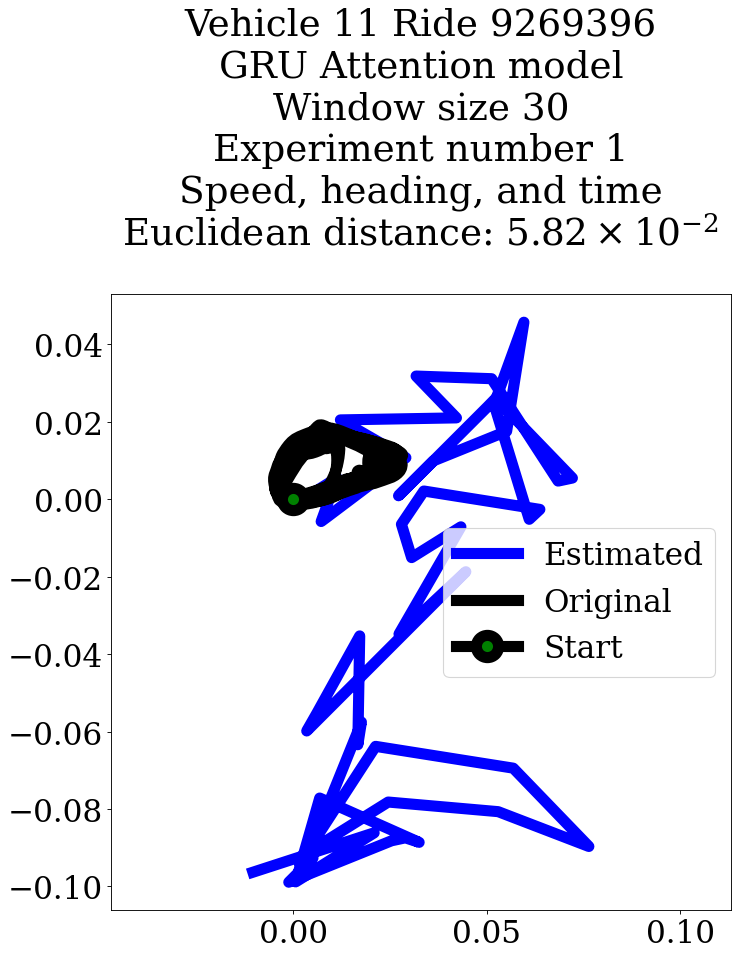 Vehicle 11 Ride 9269396
GRU Attention model
Window size 30
Experiment number 1
Speed, heading, and time
Euclidean distance: 5.82 × 10⁻²
0.04
0.02
0.00
−0.02
−0.04
−0.06
−0.08
−0.10
Estimated
Original
Start
0.00 0.05 0.10